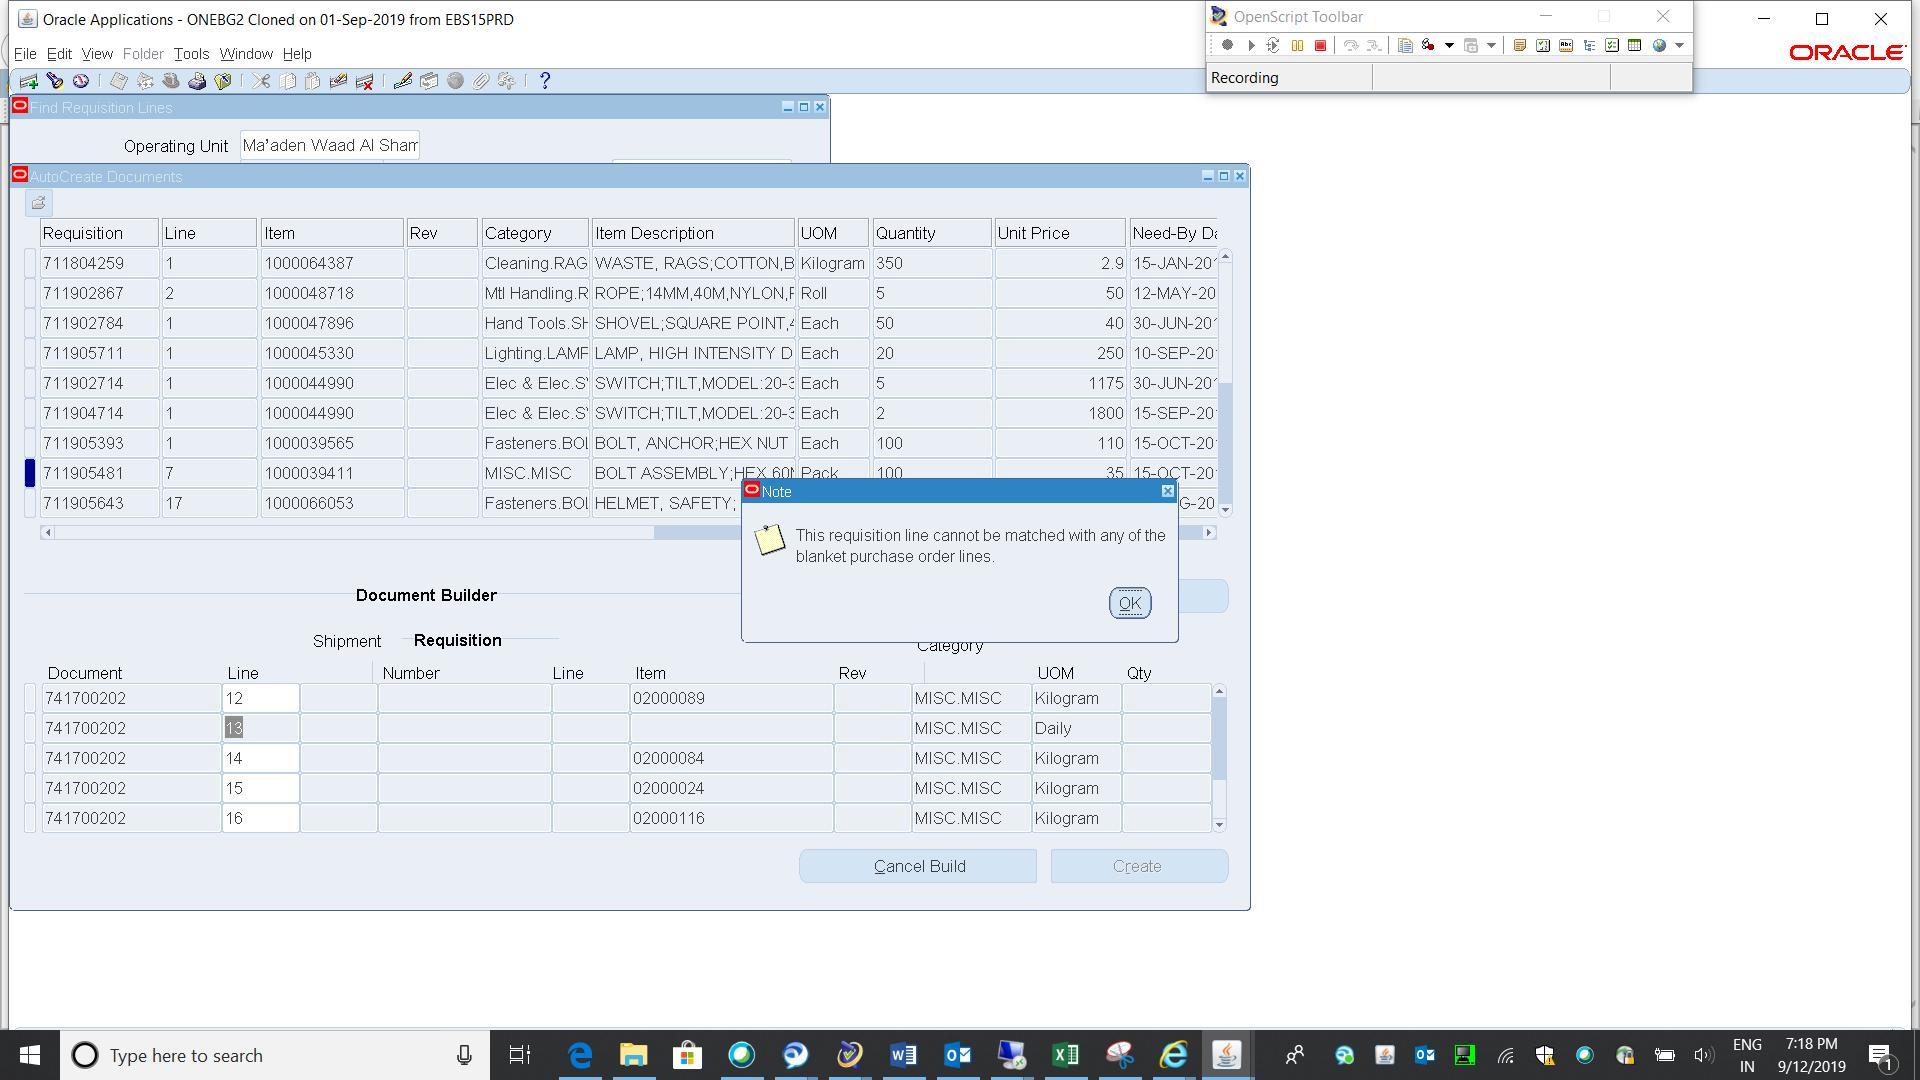 Oracle Applications - ONEBG2 Cloned on 01-Sep-2019 from EBS15PRD
OpenScript Toolbar
File Edit View Folder Tools Window Help
ORACLE
Recording
Find Requisition Lines
Operating Unit Ma'aden Waad Al Sham
AutoCreate Documents
Requisition Line Item Rev Category Item Description UOM Quantity Unit Price Need-By Da
711804259 1 1000064387 Cleaning.RAG WASTE, RAGS;COTTON,B Kilogram 350 2.9 15-JAN-201
711902867 2 1000048718 Mtl Handling.R ROPE;14MM,40M,NYLON,F Roll 5 50 12-MAY-20
711902784 1 1000047896 Hand Tools.SH SHOVEL;SQUARE POINT,4 Each 50 40 30-JUN-201
711905711 1 1000045330 Lighting.LAMF LAMP, HIGH INTENSITY D Each 20 250 10-SEP-20
711902714 1 1000044990 Elec & Elec.S SWITCH;TILT,MODEL:20-3 Each 5 1175 30-JUN-201
711904714 1 1000044990 Elec & Elec.S SWITCH;TILT,MODEL:20-3 Each 2 1800 15-SEP-20
711905393 1 1000039565 Fasteners.BOL BOLT, ANCHOR;HEX NUT Each 100 110 15-OCT-20
711905481 7 1000039411 MISC.MISC BOLT ASSEMBLY;HEX,60M Pack 100 35 15-OCT-20
711905643 17 1000066053 Fasteners.BOL HELMET, SAFETY; G-20
Note
This requisition line cannot be matched with any of the
blanket purchase order lines.
OK
Document Builder
Shipment Requisition Category
Document Line Number Line Item Rev UOM Qty
741700202 12 02000089 MISC.MISC Kilogram
741700202 13 MISC.MISC Daily
741700202 14 02000084 MISC.MISC Kilogram
741700202 15 02000024 MISC.MISC Kilogram
741700202 16 02000116 MISC.MISC Kilogram
Cancel Build Create
Type here to search
ENG 7:18 PM
IN 9/12/2019
1